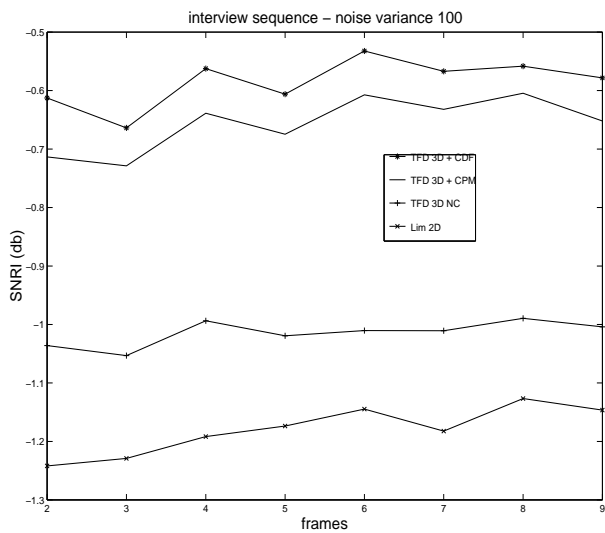 interview sequence − noise variance 100
−0.5
−0.6
−0.7
−0.8
−0.9
−1
−1.1
−1.2
−1.3
SNRI (db)
TFD 3D + CDF
TFD 3D + CPM
TFD 3D NC
Lim 2D
2 3 4 5 6 7 8 9
frames